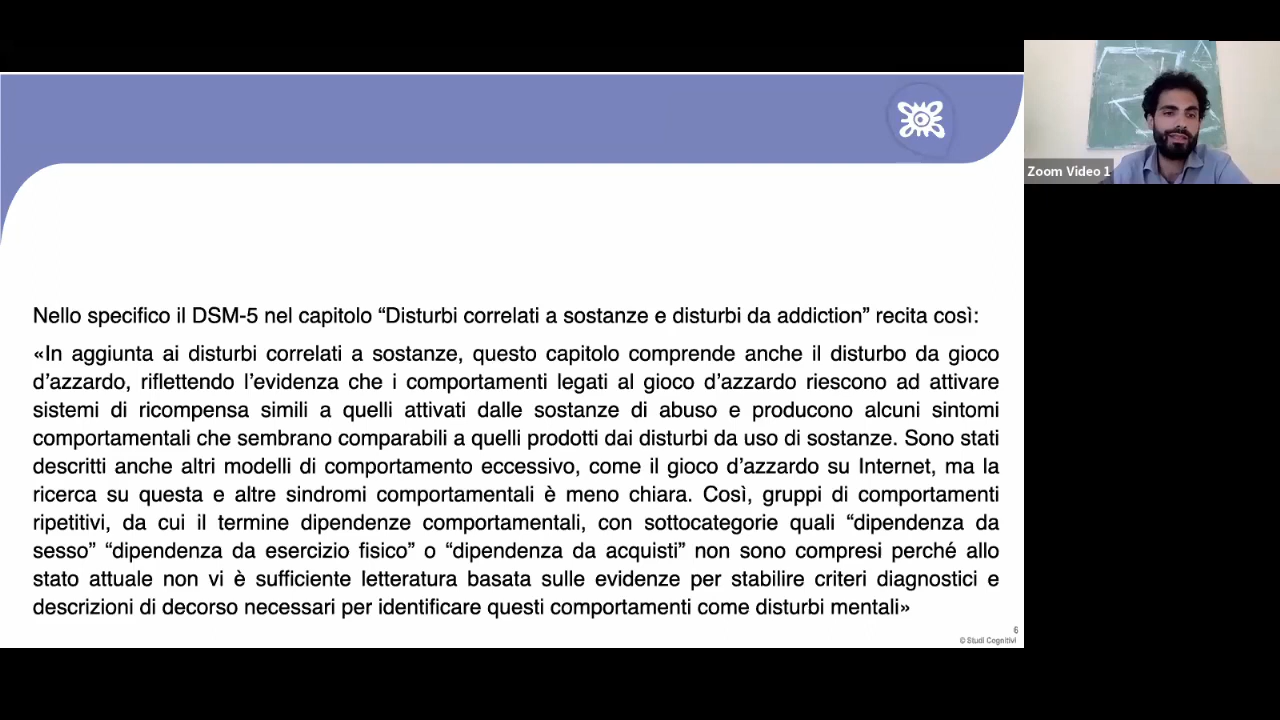 Zoom Video 1
Nello specifico il DSM-5 nel capitolo “Disturbi correlati a sostanze e disturbi da addiction” recita così:
«In aggiunta ai disturbi correlati a sostanze, questo capitolo comprende anche il disturbo da gioco
d’azzardo, riflettendo l’evidenza che i comportamenti legati al gioco d’azzardo riescono ad attivare
sistemi di ricompensa simili a quelli attivati dalle sostanze di abuso e producono alcuni sintomi
comportamentali che sembrano comparabili a quelli prodotti dai disturbi da uso di sostanze. Sono stati
descritti anche altri modelli di comportamento eccessivo, come il gioco d’azzardo su Internet, ma la
ricerca su questa e altre sindromi comportamentali è meno chiara. Così, gruppi di comportamenti
ripetitivi, da cui il termine dipendenze comportamentali, con sottocategorie quali “dipendenza da
sesso” “dipendenza da esercizio fisico” o “dipendenza da acquisti” non sono compresi perché allo
stato attuale non vi è sufficiente letteratura basata sulle evidenze per stabilire criteri diagnostici e
descrizioni di decorso necessari per identificare questi comportamenti come disturbi mentali»
6
© Studi Cognitivi